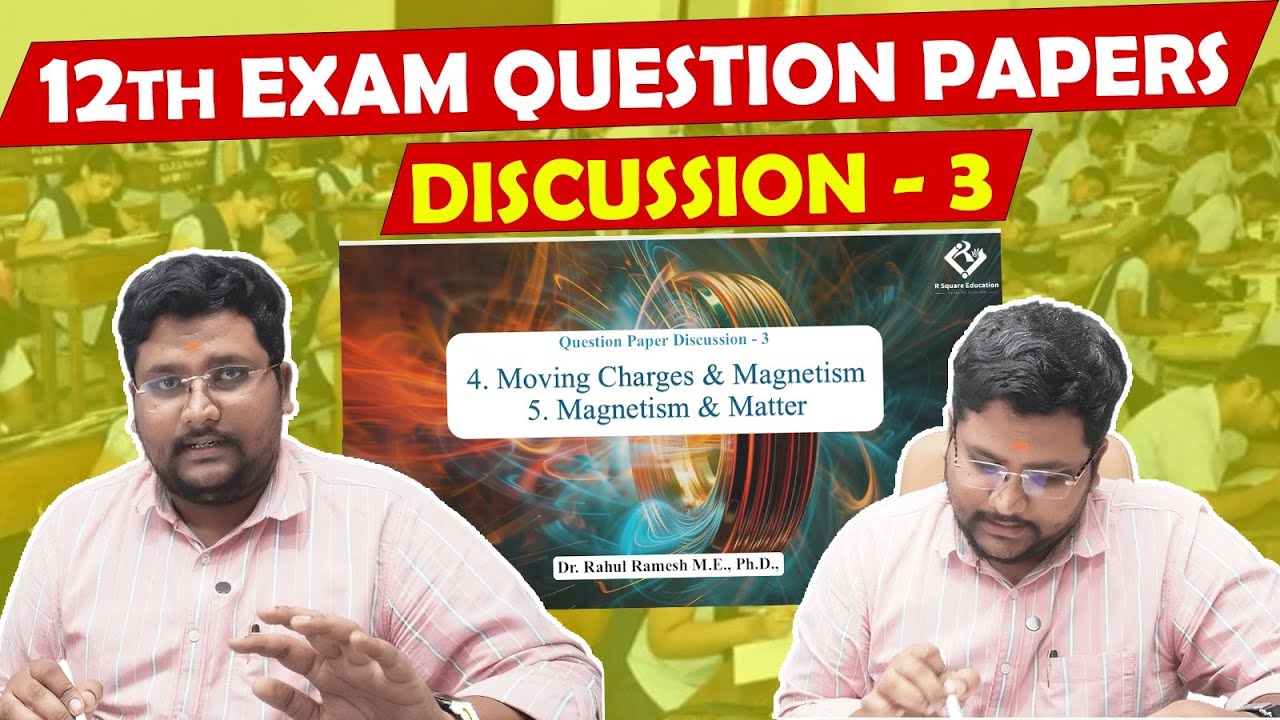 12TH EXAM QUESTION PAPERS
DISCUSSION - 3
R Square Education
Question Paper Discussion - 3
4. Moving Charges & Magnetism
5. Magnetism & Matter
Dr. Rahul Ramesh M.E., Ph.D.,